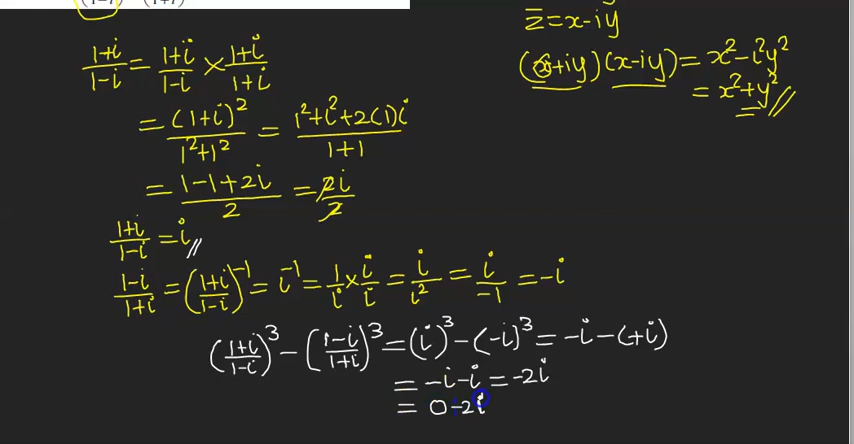 z̅ = x-iy
(x+iy)(x-iy) = x² - i²y²
= x²+y² //
(1+i)/(1-i) = (1+i)/(1-i) × (1+i)/(1+i)
= (1+i)²/(1²+1²) = (1²+i²+2(1)i)/(1+1)
= (1-1+2i)/2 = 2i/2
(1+i)/(1-i) = i //
(1-i)/(1+i) = ((1+i)/(1-i))⁻¹ = i⁻¹ = 1/i × i/i = i/i² = i/-1 = -i
((1+i)/(1-i))³ - ((1-i)/(1+i))³ = (i)³ - (-i)³ = -i - (+i)
= -i-i = -2i
= 0-2i